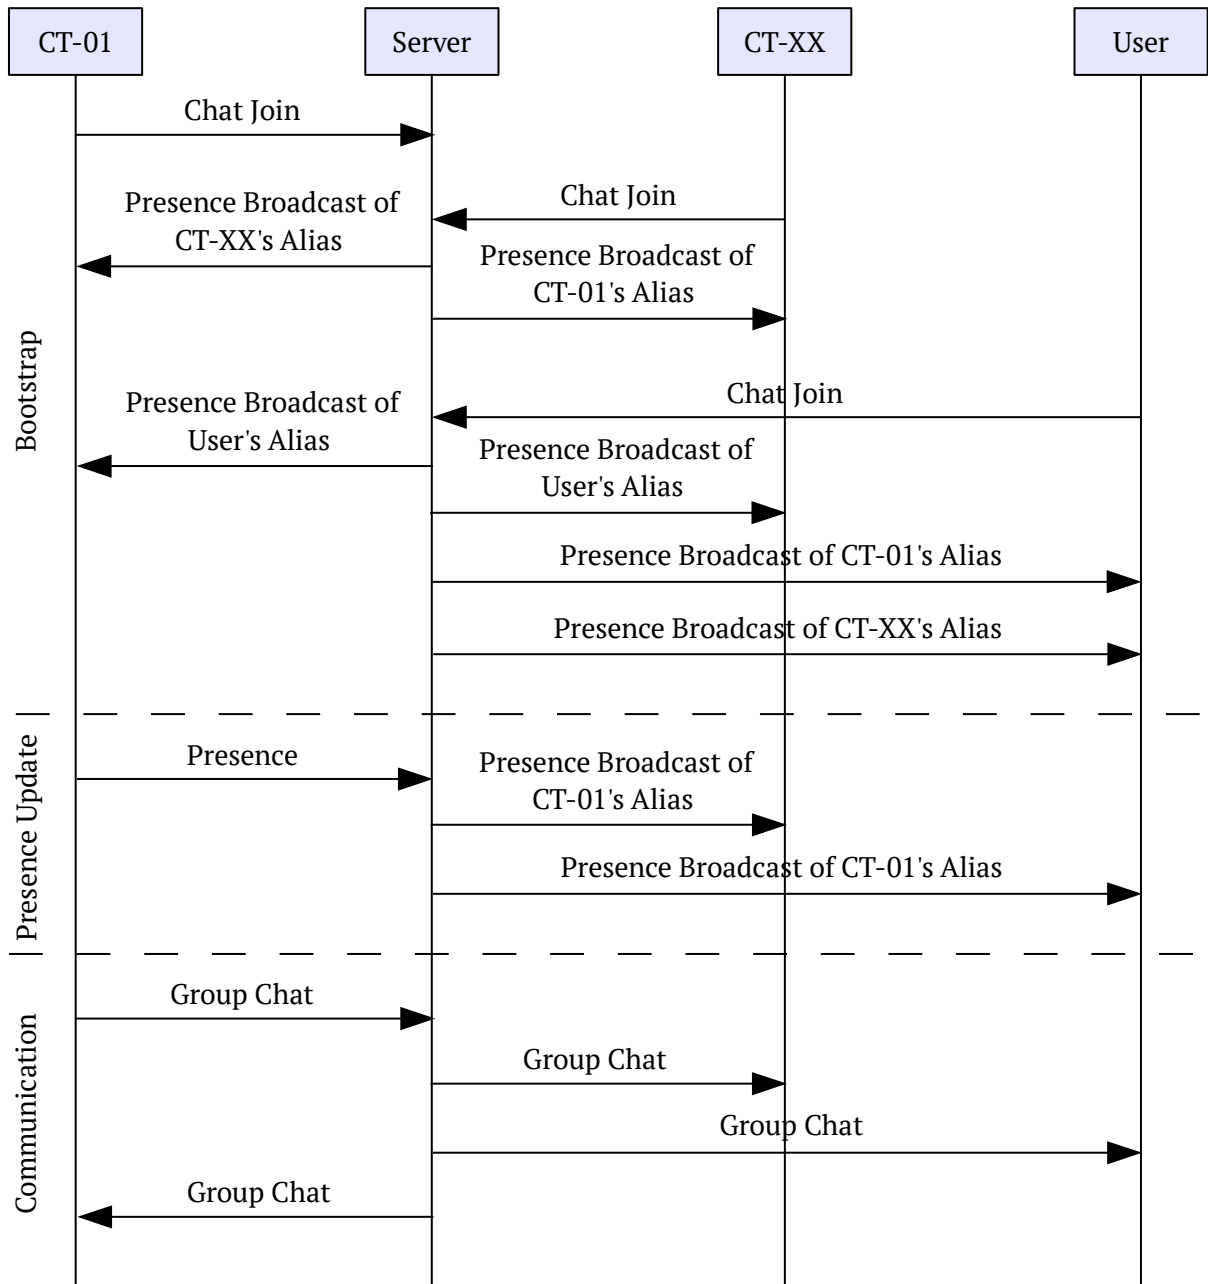 CT-01
Server
CT-XX
User
Chat Join
Presence Broadcast of
CT-XX's Alias
Chat Join
Presence Broadcast of
CT-01's Alias
Bootstrap
Chat Join
Presence Broadcast of
User's Alias
Presence Broadcast of
User's Alias
Presence Broadcast of CT-01's Alias
Presence Broadcast of CT-XX's Alias
Presence Update
Presence
Presence Broadcast of
CT-01's Alias
Presence Broadcast of CT-01's Alias
Communication
Group Chat
Group Chat
Group Chat
Group Chat